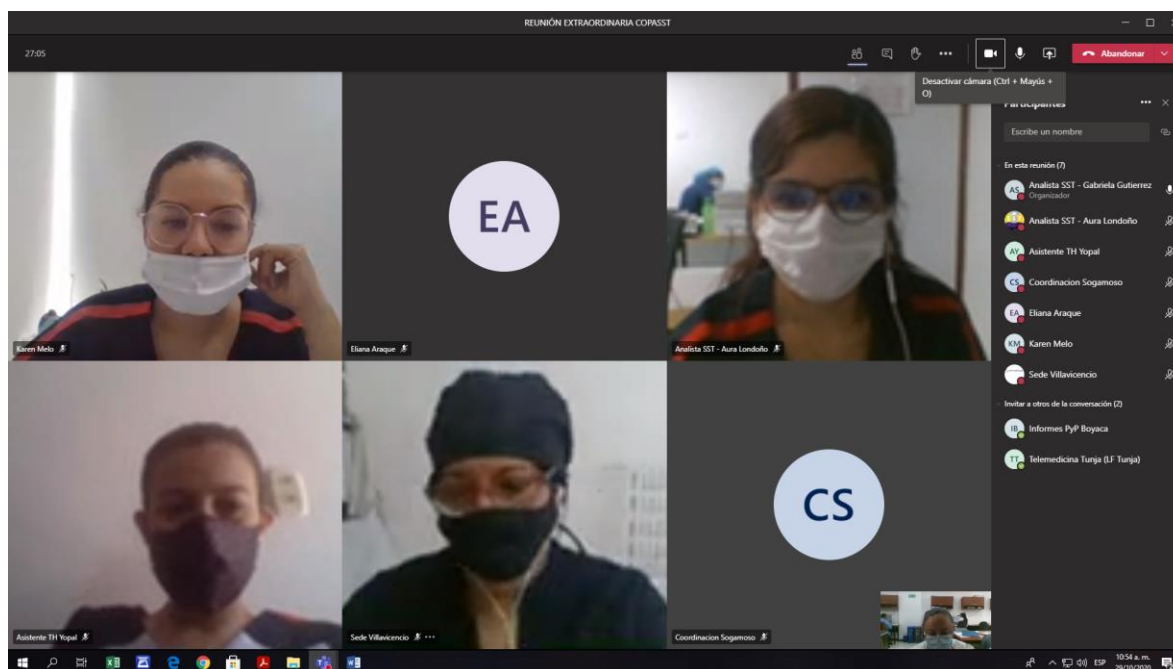 REUNIÓN EXTRAORDINARIA COPASST
27:05
Abandonar
Desactivar cámara (Ctrl + Mayús +
O)
Participantes
Escribe un nombre
En esta reunión (7)
Analista SST - Gabriela Gutierrez
Organizador
Analista SST - Aura Londoño
AY Asistente TH Yopal
CS Coordinacion Sogamoso
EA Eliana Araque
KM Karen Melo
Sede Villavicencio
Invitar a otros de la conversación (2)
IB Informes PyP Boyaca
TT Telemedicina Tunja (LF Tunja)
AS
EA
Karen Melo
Eliana Araque
Analista SST - Aura Londoño
CS
Asistente TH Yopal
Sede Villavicencio
Coordinacion Sogamoso
ESP
10:54 a. m.
29/10/2020